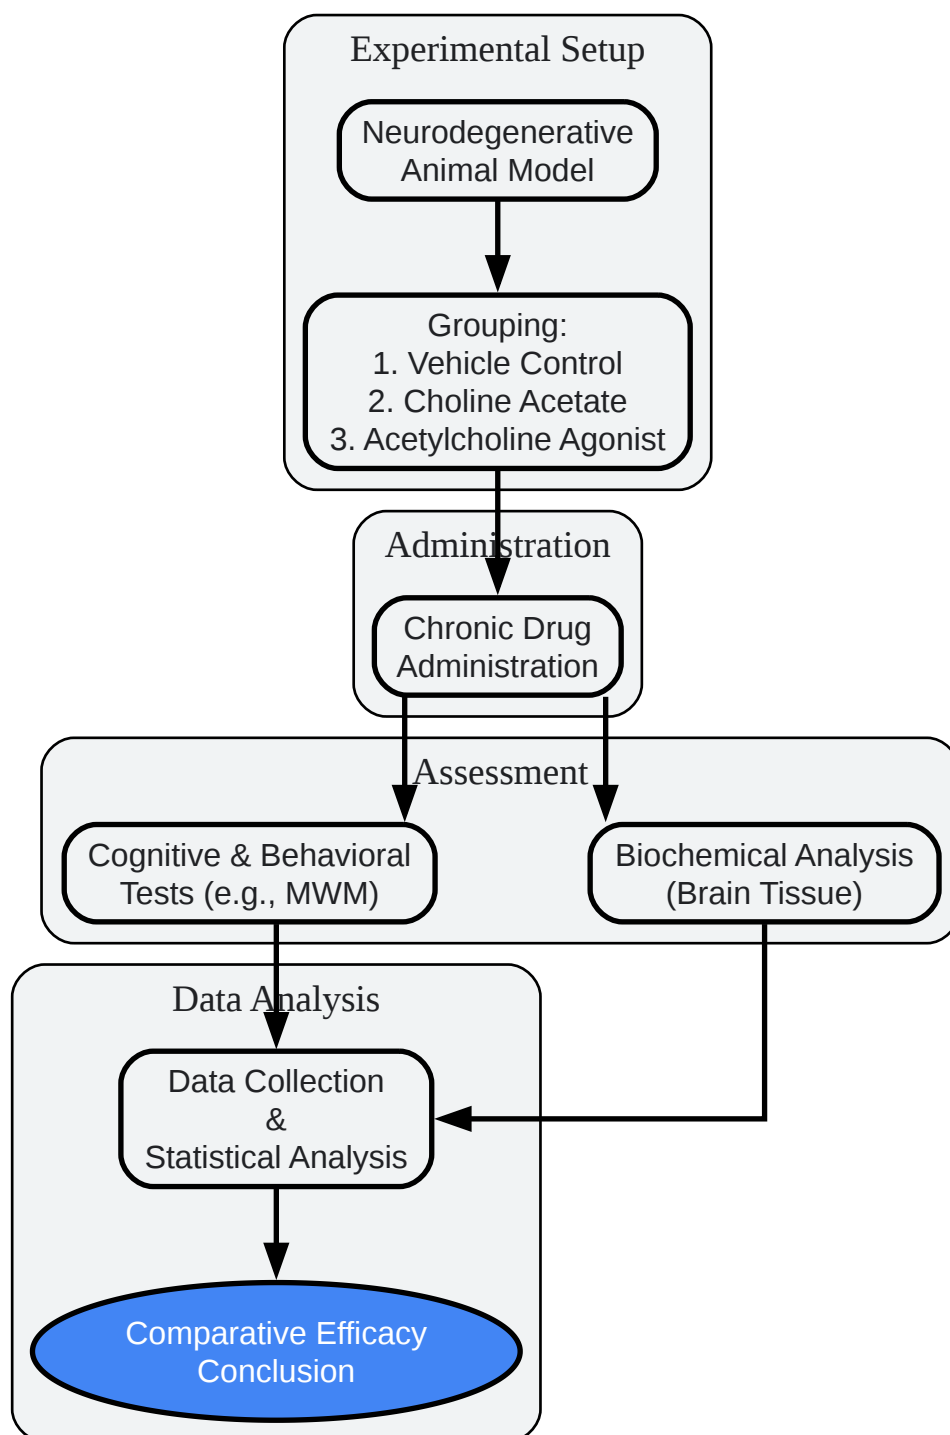 Experimental Setup
Neurodegenerative
Animal Model
Grouping:
1. Vehicle Control
2. Choline Acetate
3. Acetylcholine Agonist
Administration
Chronic Drug
Administration
Assessment
Cognitive & Behavioral
Tests (e.g., MWM)
Biochemical Analysis
(Brain Tissue)
Data Analysis
Data Collection
&
Statistical Analysis
Comparative Efficacy
Conclusion